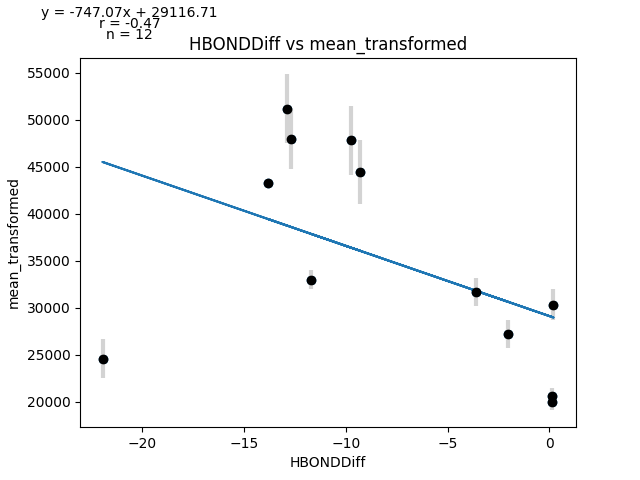 y = -747.07x + 29116.71
r = -0.47
n = 12
HBONDDiff vs mean_transformed
55000
50000
45000
40000
35000
30000
25000
20000
mean_transformed
−20
−15
−10
−5
0
HBONDDiff